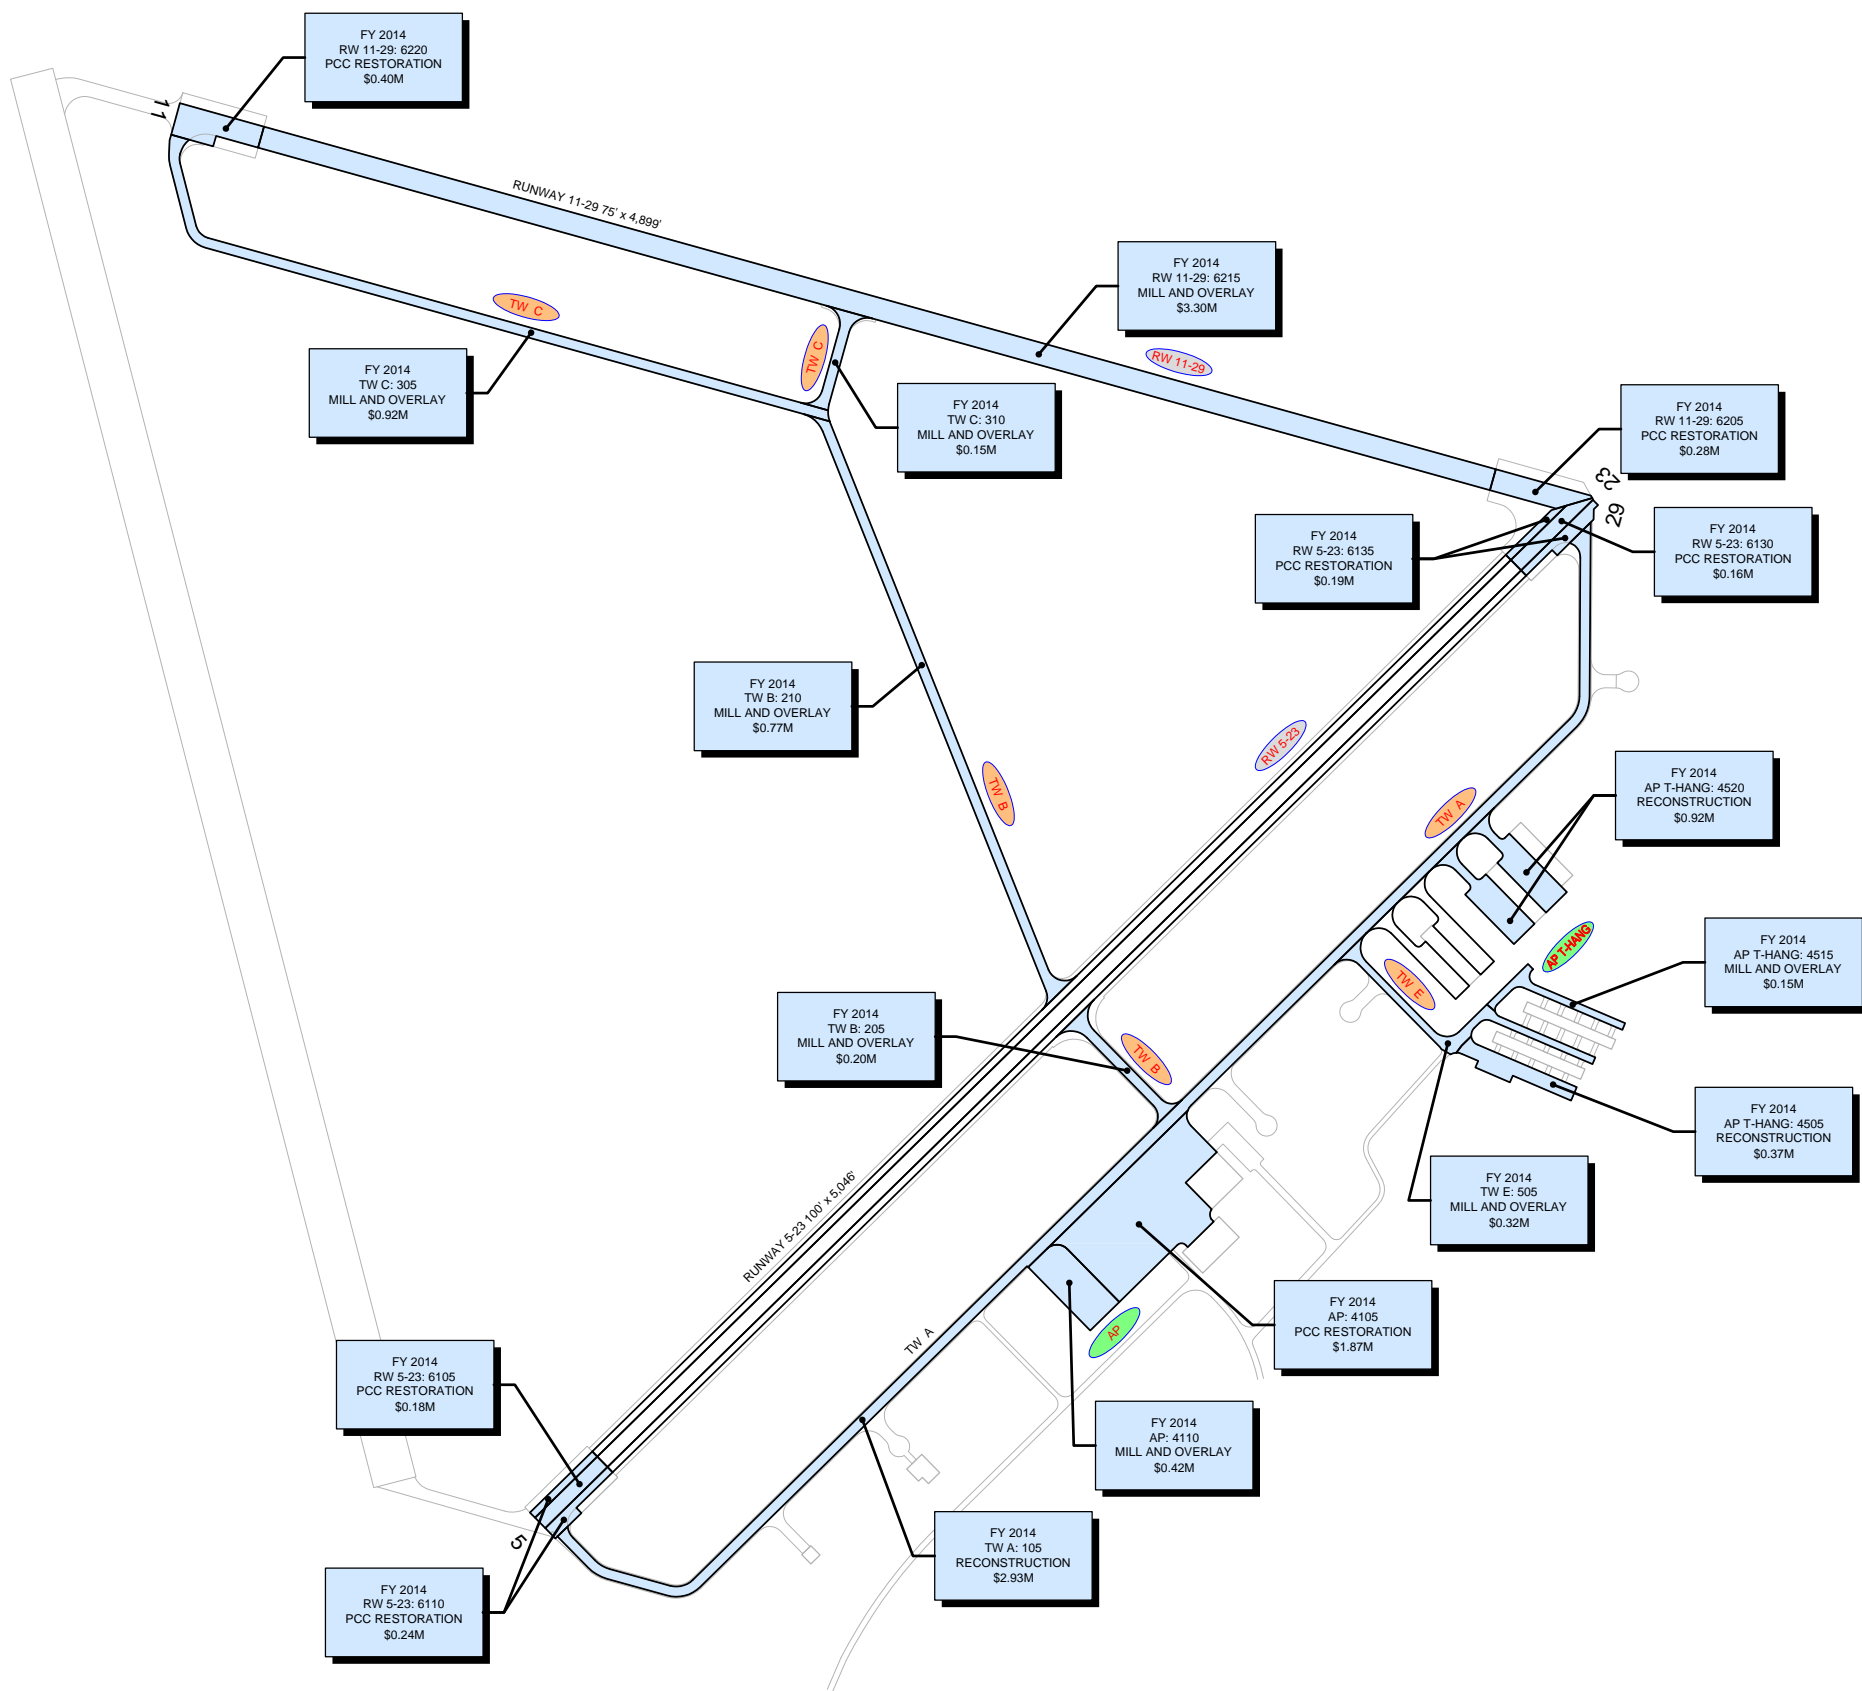 FY 2014
RW 11-29: 6220
PCC RESTORATION
$0.40M
11
RUNWAY 11-29 75' x 4,899'
FY 2014
RW 11-29: 6215
MILL AND OVERLAY
$3.30M
TW C
TW C
RW 11-29
FY 2014
TW C: 305
MILL AND OVERLAY
$0.92M
FY 2014
TW C: 310
MILL AND OVERLAY
$0.15M
FY 2014
RW 11-29: 6205
PCC RESTORATION
$0.28M
23
29
FY 2014
RW 5-23: 6135
PCC RESTORATION
$0.19M
FY 2014
RW 5-23: 6130
PCC RESTORATION
$0.16M
FY 2014
TW B: 210
MILL AND OVERLAY
$0.77M
RW 5-23
TW B
TW A
FY 2014
AP T-HANG: 4520
RECONSTRUCTION
$0.92M
AP T-HANG
TW E
FY 2014
AP T-HANG: 4515
MILL AND OVERLAY
$0.15M
FY 2014
TW B: 205
MILL AND OVERLAY
$0.20M
TW B
FY 2014
AP T-HANG: 4505
RECONSTRUCTION
$0.37M
FY 2014
TW E: 505
MILL AND OVERLAY
$0.32M
RUNWAY 5-23 100' x 5,046'
FY 2014
AP: 4105
PCC RESTORATION
$1.87M
AP
TW A
FY 2014
RW 5-23: 6105
PCC RESTORATION
$0.18M
FY 2014
AP: 4110
MILL AND OVERLAY
$0.42M
5
FY 2014
TW A: 105
RECONSTRUCTION
$2.93M
FY 2014
RW 5-23: 6110
PCC RESTORATION
$0.24M